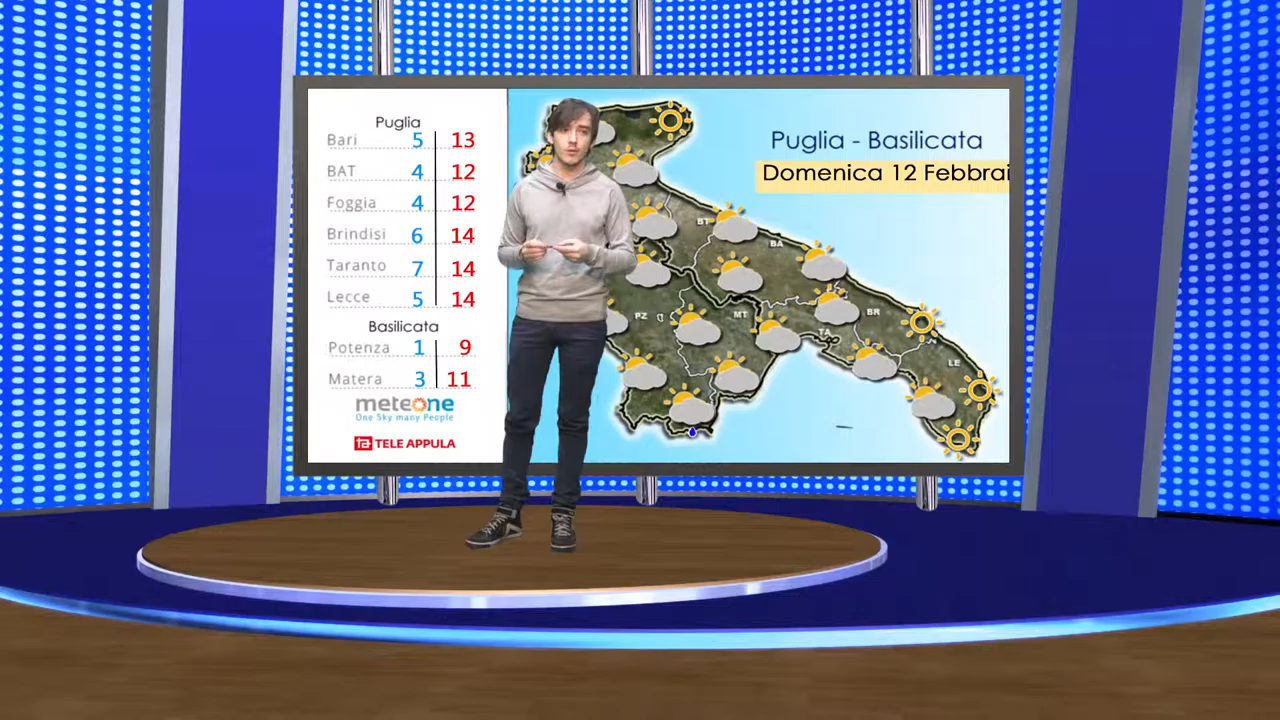 Puglia
Bari 5 13
BAT 4 12
Foggia 4 12
Brindisi 6 14
Taranto 7 14
Lecce 5 14
Basilicata
Potenza 1 9
Matera 3 11
meteone
One Sky many People
ta TELE APPULA
Puglia - Basilicata
Domenica 12 Febbrai
BT
BA
PZ
MT
TA
BR
LE